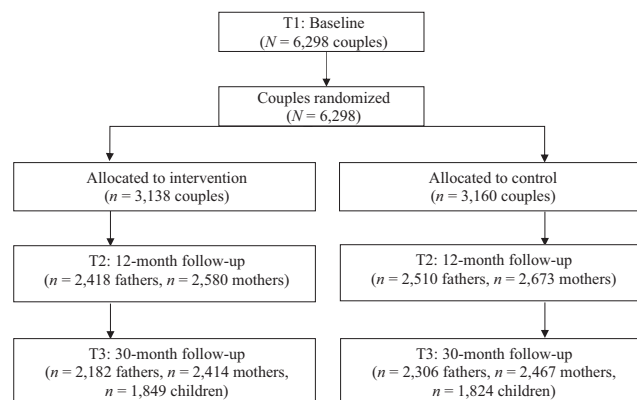 T1: Baseline
(N = 6,298 couples)
Couples randomized
(N = 6,298)
Allocated to intervention
(n = 3,138 couples)
Allocated to control
(n = 3,160 couples)
T2: 12-month follow-up
(n = 2,418 fathers, n = 2,580 mothers)
T2: 12-month follow-up
(n = 2,510 fathers, n = 2,673 mothers)
T3: 30-month follow-up
(n = 2,182 fathers, n = 2,414 mothers,
n = 1,849 children)
T3: 30-month follow-up
(n = 2,306 fathers, n = 2,467 mothers,
n = 1,824 children)